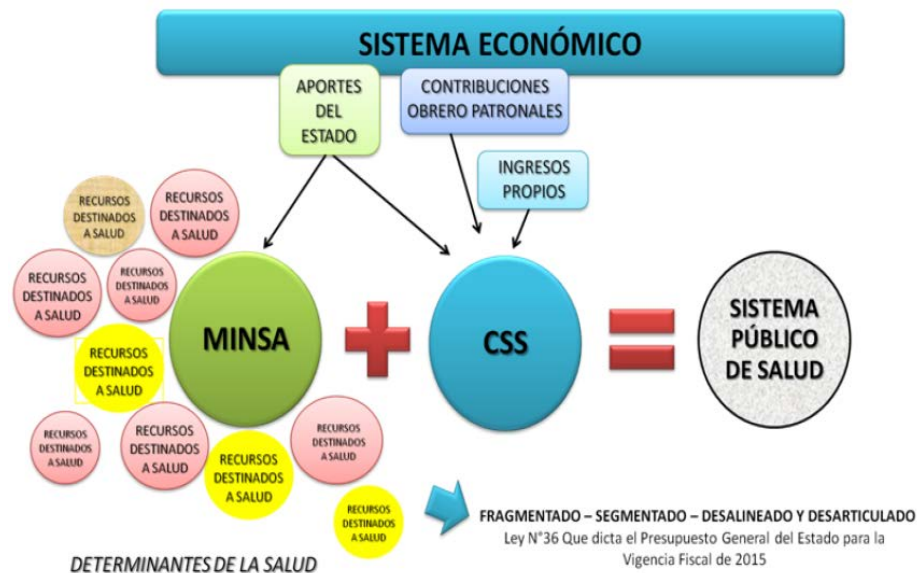 SISTEMA ECONÓMICO
APORTES
DEL
ESTADO
CONTRIBUCIONES
OBRERO PATRONALES
INGRESOS
PROPIOS
RECURSOS
DESTINADOS
A SALUD
RECURSOS
DESTINADOS
A SALUD
RECURSOS
DESTINADOS
A SALUD
RECURSOS
DESTINADOS
A SALUD
RECURSOS
DESTINADOS
A SALUD
RECURSOS
DESTINADOS
A SALUD
RECURSOS
DESTINADOS
A SALUD
RECURSOS
DESTINADOS
A SALUD
RECURSOS
DESTINADOS
A SALUD
RECURSOS
DESTINADOS
A SALUD
MINSA
CSS
SISTEMA
PÚBLICO
DE SALUD
FRAGMENTADO – SEGMENTADO – DESALINEADO Y DESARTICULADO
Ley N°36 Que dicta el Presupuesto General del Estado para la
Vigencia Fiscal de 2015
DETERMINANTES DE LA SALUD